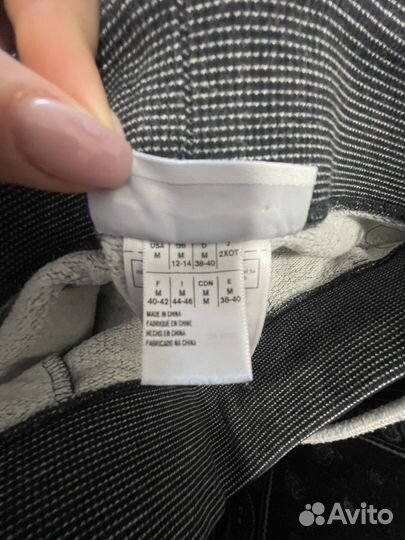 USA GB D J
M M M 2XOT
12-14 38-40
F I CDN E
M M M M
40-42 44-46 M 38-40
MADE IN CHINA
FABRIQUÉ EN CHINE
HECHO EN CHINA
FABRICADO NA CHINA
Avito